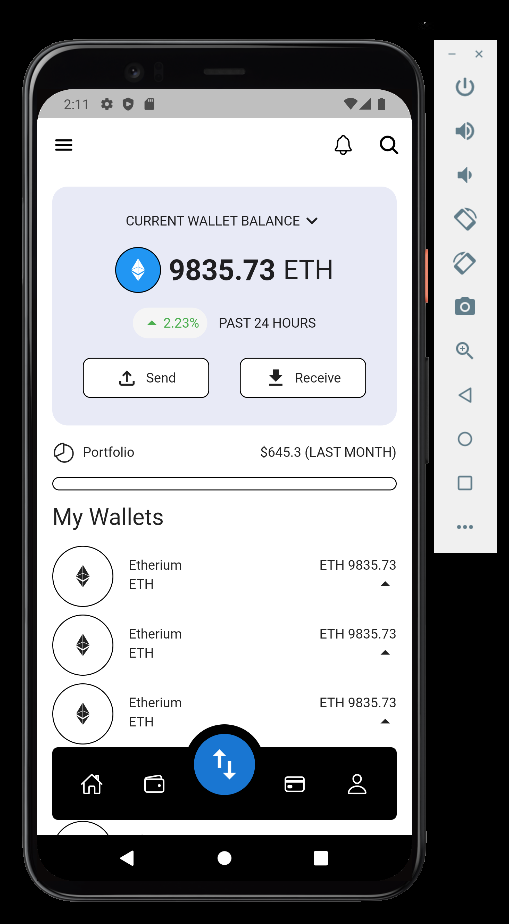 2:11
CURRENT WALLET BALANCE
9835.73 ETH
2.23% PAST 24 HOURS
Send Receive
Portfolio $645.3 (LAST MONTH)
My Wallets
Etherium ETH 9835.73
ETH
Etherium ETH 9835.73
ETH
Etherium ETH 9835.73
ETH